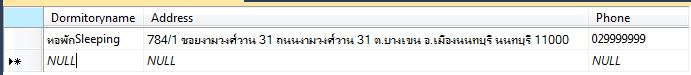 Dormitoryname Address Phone
หอพักSleeping 784/1 ซอยงามวงศ์วาน 31 ถนนงามวงศ์วาน 31 ต.บางเขน อ.เมืองนนทบุรี นนทบุรี 11000 029999999
NULL NULL NULL